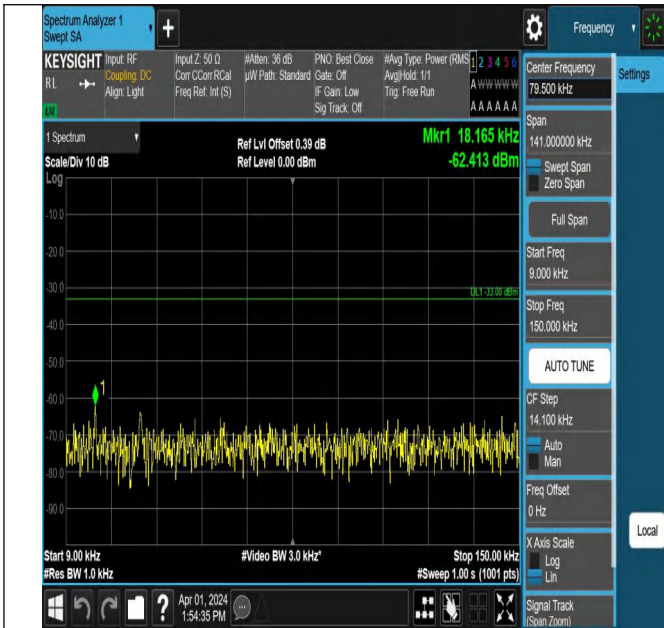 Spectrum Analyzer 1
Swept SA
Frequency
KEYSIGHT
RL
LXI
Input: RF
Coupling: DC
Align: Light
Input Z: 50 Ω
Corr CCorr RCal
Freq Ref: Int (S)
#Atten: 36 dB
µW Path: Standard
PNO: Best Close
Gate: Off
IF Gain: Low
Sig Track: Off
#Avg Type: Power (RMS
Avg|Hold: 1/1
Trig: Free Run
1 2 3 4 5 6
A W W W W W
A A A A A A
1 Spectrum
Scale/Div 10 dB
Ref Lvl Offset 0.39 dB
Ref Level 0.00 dBm
Mkr1 18.165 kHz
-62.413 dBm
Log
-10.0
-20.0
-30.0
DL1 -33.00 dBm
-40.0
-50.0
1
-60.0
-70.0
-80.0
-90.0
Start 9.00 kHz
#Res BW 1.0 kHz
#Video BW 3.0 kHz*
Stop 150.00 kHz
#Sweep 1.00 s (1001 pts)
Apr 01, 2024
1:54:35 PM
Center Frequency
79.500 kHz
Settings
Span
141.000000 kHz
Swept Span
Zero Span
Full Span
Start Freq
9.000 kHz
Stop Freq
150.000 kHz
AUTO TUNE
CF Step
14.100 kHz
Auto
Man
Freq Offset
0 Hz
Local
X Axis Scale
Log
Lin
Signal Track
(Span Zoom)